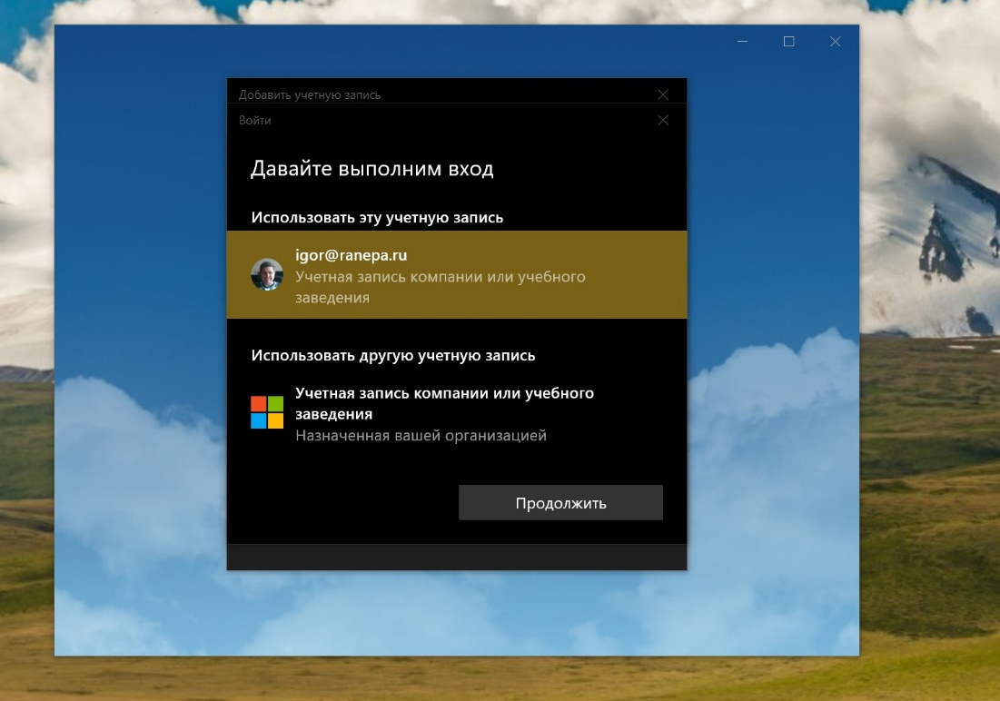 Добавить учетную запись
Войти
Давайте выполним вход
Использовать эту учетную запись
igor@ranepa.ru
Учетная запись компании или учебного
заведения
Использовать другую учетную запись
Учетная запись компании или учебного
заведения
Назначенная вашей организацией
Продолжить